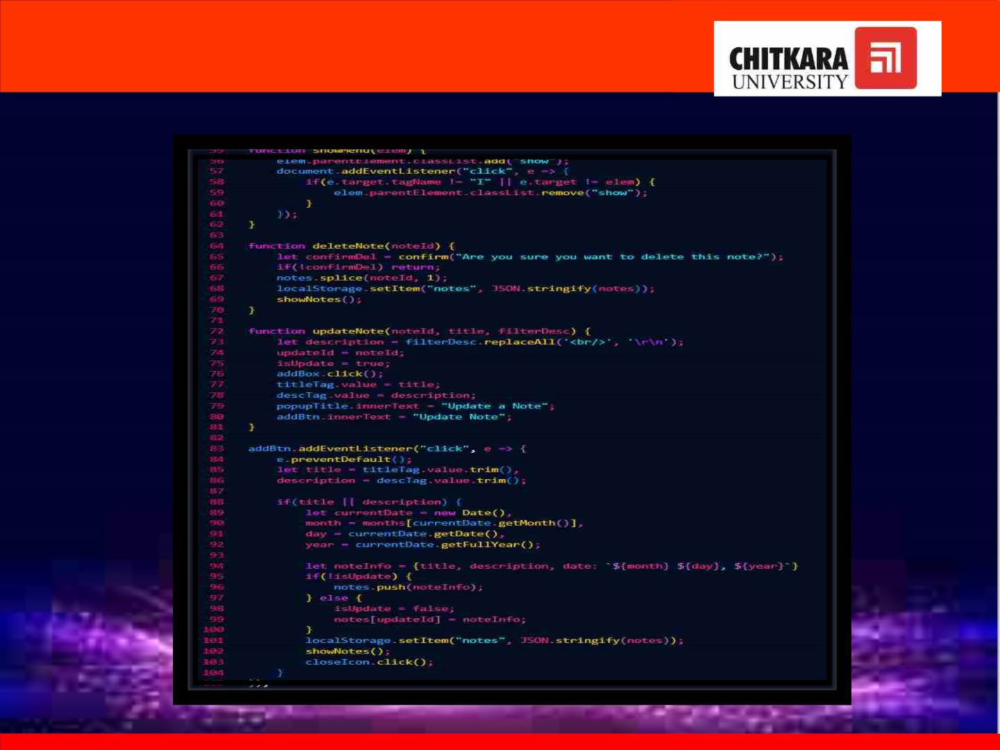 CHITKARA
UNIVERSITY
55 function showMenu(elem) {
56 elem.parentElement.classList.add("show");
57 document.addEventListener("click", e => {
58 if(e.target.tagName != "I" || e.target != elem) {
59 elem.parentElement.classList.remove("show");
60 }
61 });
62 }
63
64 function deleteNote(noteId) {
65 let confirmDel = confirm("Are you sure you want to delete this note?");
66 if(!confirmDel) return;
67 notes.splice(noteId, 1);
68 localStorage.setItem("notes", JSON.stringify(notes));
69 showNotes();
70 }
71
72 function updateNote(noteId, title, filterDesc) {
73 let description = filterDesc.replaceAll('<br/>', '\r\n');
74 updateId = noteId;
75 isUpdate = true;
76 addBox.click();
77 titleTag.value = title;
78 descTag.value = description;
79 popupTitle.innerText = "Update a Note";
80 addBtn.innerText = "Update Note";
81 }
82
83 addBtn.addEventListener("click", e => {
84 e.preventDefault();
85 let title = titleTag.value.trim(),
86 description = descTag.value.trim();
87
88 if(title || description) {
89 let currentDate = new Date(),
90 month = months[currentDate.getMonth()],
91 day = currentDate.getDate(),
92 year = currentDate.getFullYear();
93
94 let noteInfo = {title, description, date: `${month} ${day}, ${year}`}
95 if(!isUpdate) {
96 notes.push(noteInfo);
97 } else {
98 isUpdate = false;
99 notes[updateId] = noteInfo;
100 }
101 localStorage.setItem("notes", JSON.stringify(notes));
102 showNotes();
103 closeIcon.click();
104 }